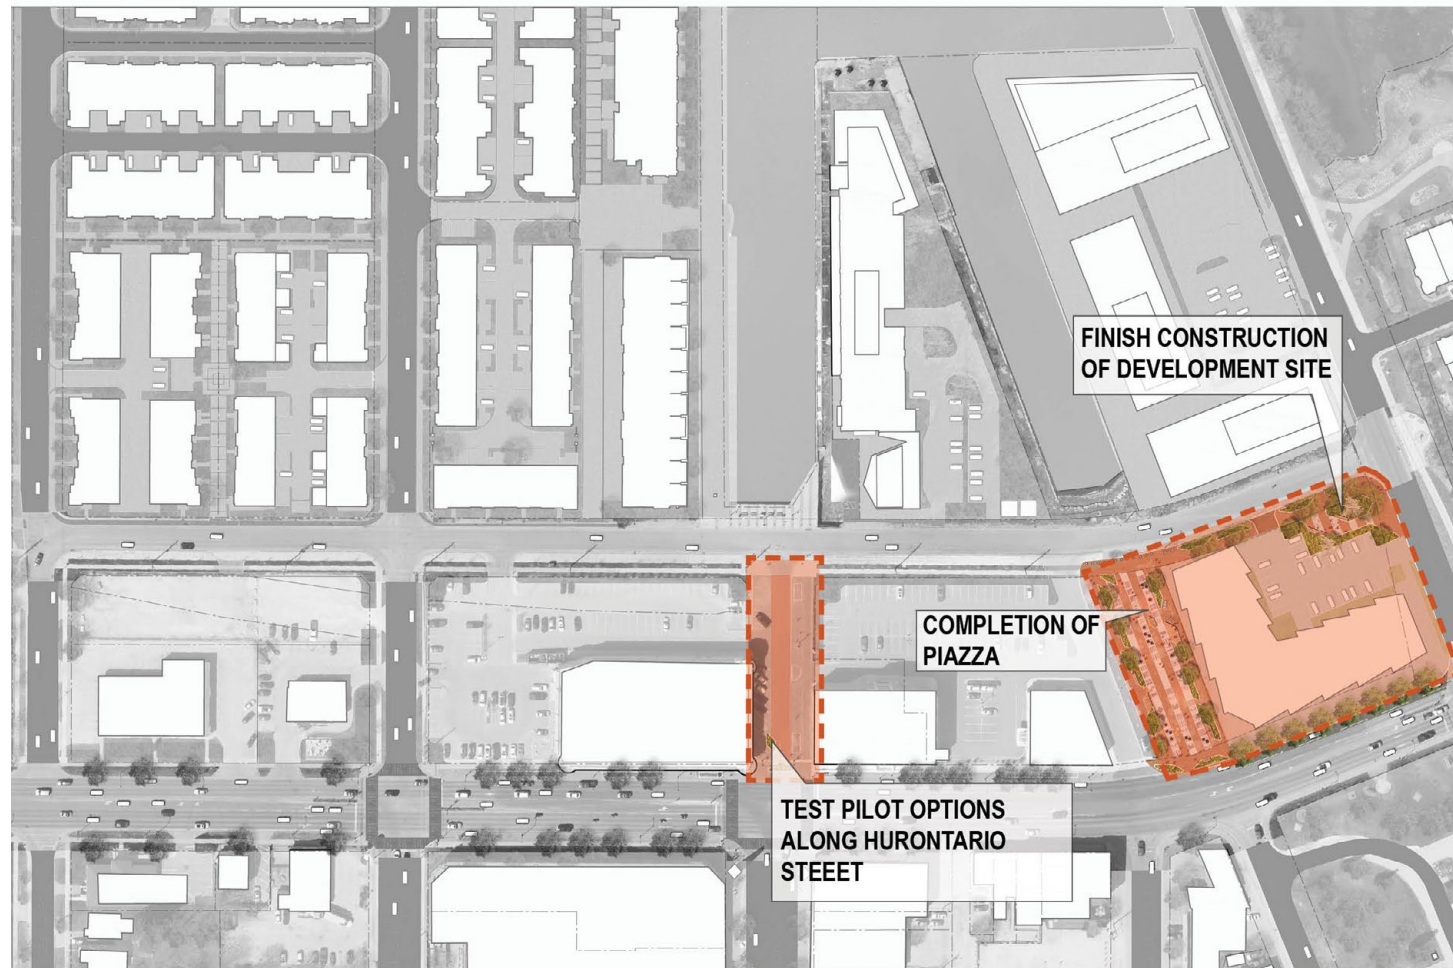 FINISH CONSTRUCTION
OF DEVELOPMENT SITE
COMPLETION OF
PIAZZA
TEST PILOT OPTIONS
ALONG HURONTARIO
STEEET